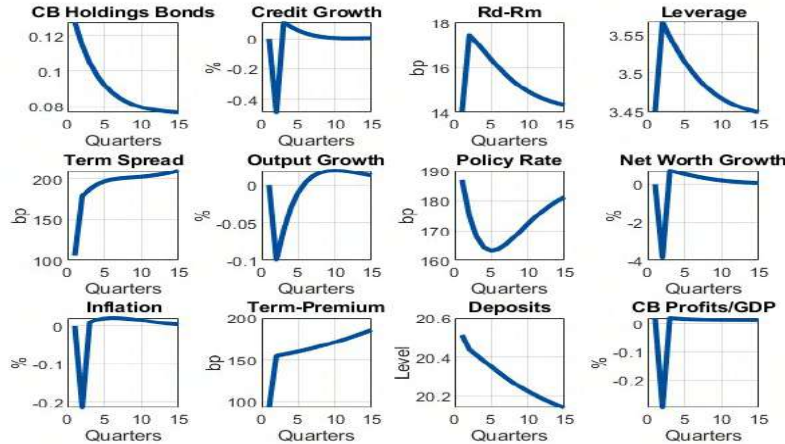 CB Holdings Bonds
0.12
0.1
0.08
0 5 10 15
Quarters
Credit Growth
%
0
-0.2
-0.4
0 5 10 15
Quarters
Rd-Rm
bp
18
16
14
0 5 10 15
Quarters
Leverage
3.55
3.5
3.45
0 5 10 15
Quarters
Term Spread
bp
200
150
100
0 5 10 15
Quarters
Output Growth
%
0
-0.05
-0.1
0 5 10 15
Quarters
Policy Rate
bp
190
180
170
160
0 5 10 15
Quarters
Net Worth Growth
%
0
-2
-4
0 5 10 15
Quarters
Inflation
%
0
-0.1
-0.2
0 5 10 15
Quarters
Term-Premium
bp
200
150
100
0 5 10 15
Quarters
Deposits
Level
20.6
20.4
20.2
0 5 10 15
Quarters
CB Profits/GDP
%
0
-0.1
-0.2
0 5 10 15
Quarters